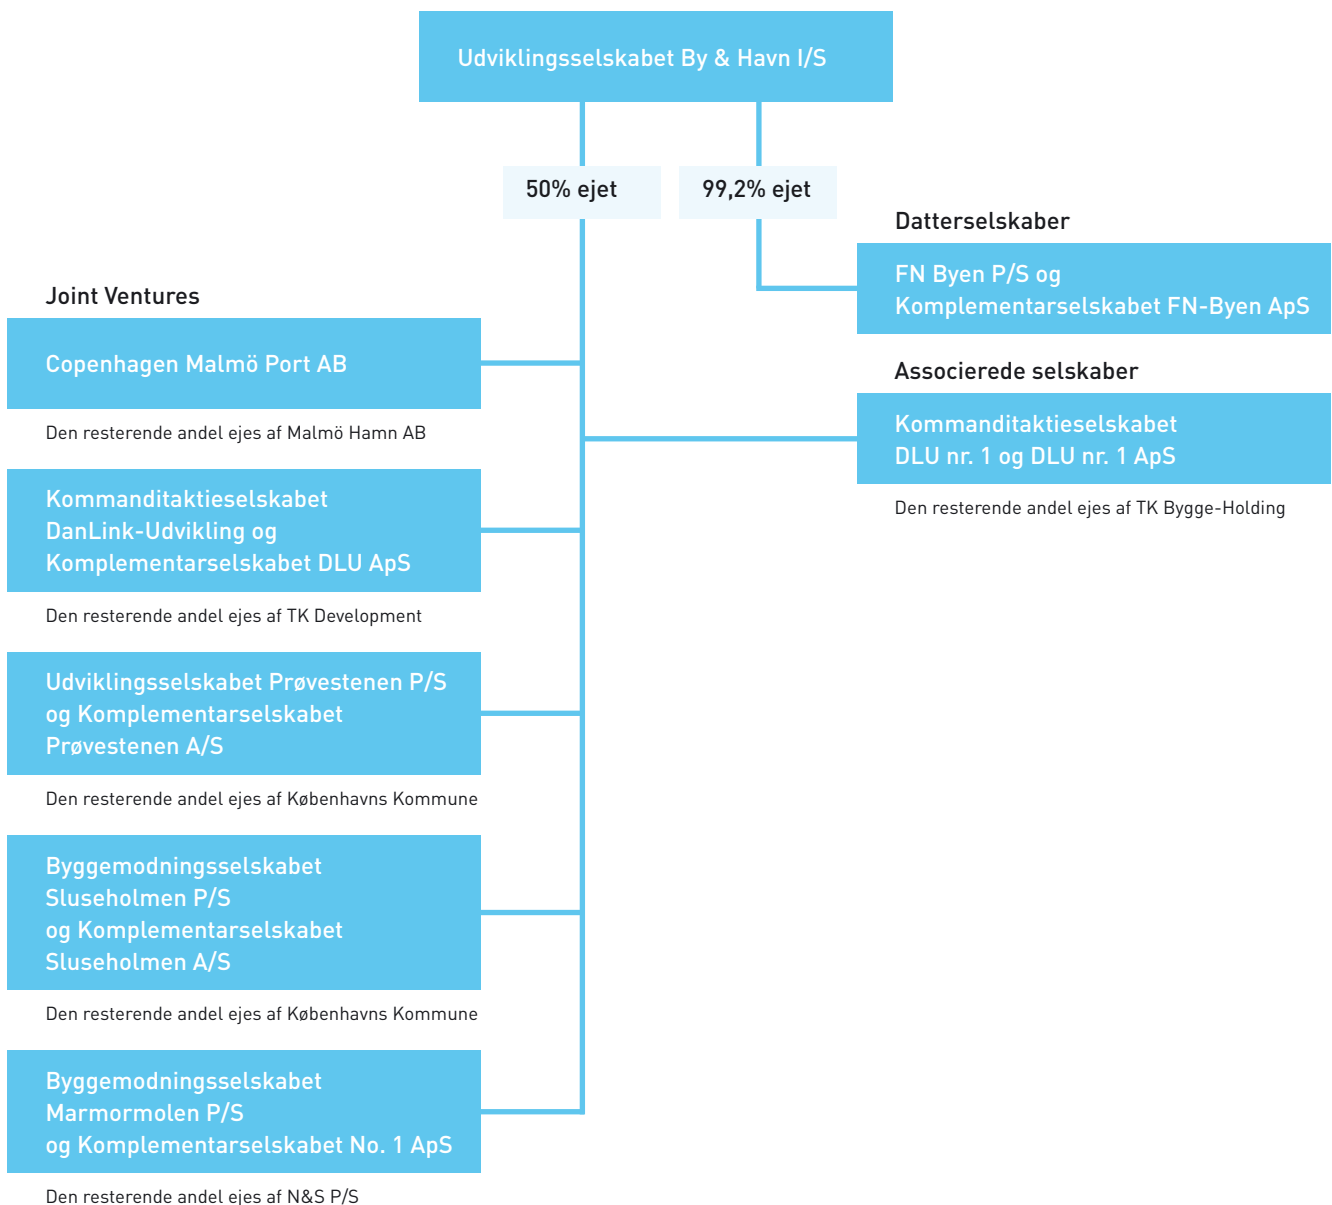 Udviklingsselskabet By & Havn I/S
50% ejet
99,2% ejet
Joint Ventures
Copenhagen Malmö Port AB
Den resterende andel ejes af Malmö Hamn AB
Kommanditaktieselskabet
DanLink-Udvikling og
Komplementarselskabet DLU ApS
Den resterende andel ejes af TK Development
Udviklingsselskabet Prøvestenen P/S
og Komplementarselskabet
Prøvestenen A/S
Den resterende andel ejes af Københavns Kommune
Byggemodningsselskabet
Sluseholmen P/S
og Komplementarselskabet
Sluseholmen A/S
Den resterende andel ejes af Københavns Kommune
Byggemodningsselskabet
Marmormolen P/S
og Komplementarselskabet No. 1 ApS
Den resterende andel ejes af N&S P/S
Datterselskaber
FN Byen P/S og
Komplementarselskabet FN-Byen ApS
Associerede selskaber
Kommanditaktieselskabet
DLU nr. 1 og DLU nr. 1 ApS
Den resterende andel ejes af TK Bygge-Holding